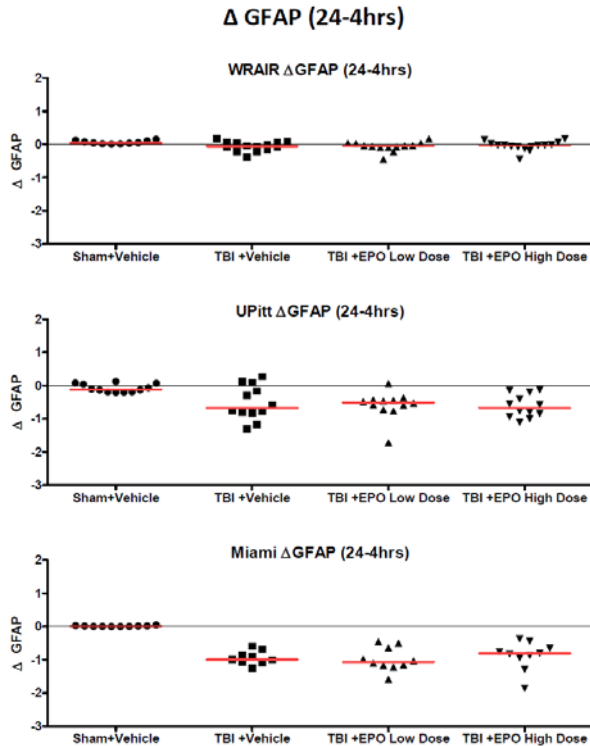 Δ GFAP (24-4hrs)
WRAIR ΔGFAP (24-4hrs)
2
1
0
-1
-2
-3
Δ GFAP
Sham+Vehicle TBI +Vehicle TBI +EPO Low Dose TBI +EPO High Dose
UPitt ΔGFAP (24-4hrs)
2
1
0
-1
-2
-3
Δ GFAP
Sham+Vehicle TBI +Vehicle TBI +EPO Low Dose TBI +EPO High Dose
Miami ΔGFAP (24-4hrs)
2
1
0
-1
-2
-3
Δ GFAP
Sham+Vehicle TBI +Vehicle TBI +EPO Low Dose TBI +EPO High Dose